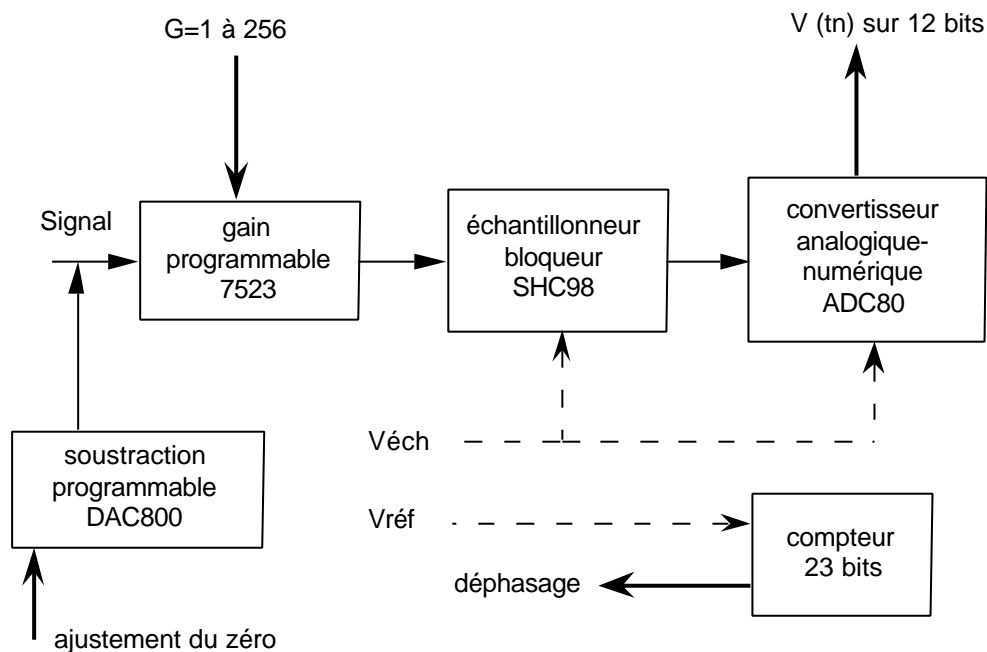 G=1 à 256
V (tn) sur 12 bits
Signal
gain
programmable
7523
échantillonneur
bloqueur
SHC98
convertisseur
analogique-
numérique
ADC80
soustraction
programmable
DAC800
Véch
Vréf
compteur
23 bits
déphasage
ajustement du zéro